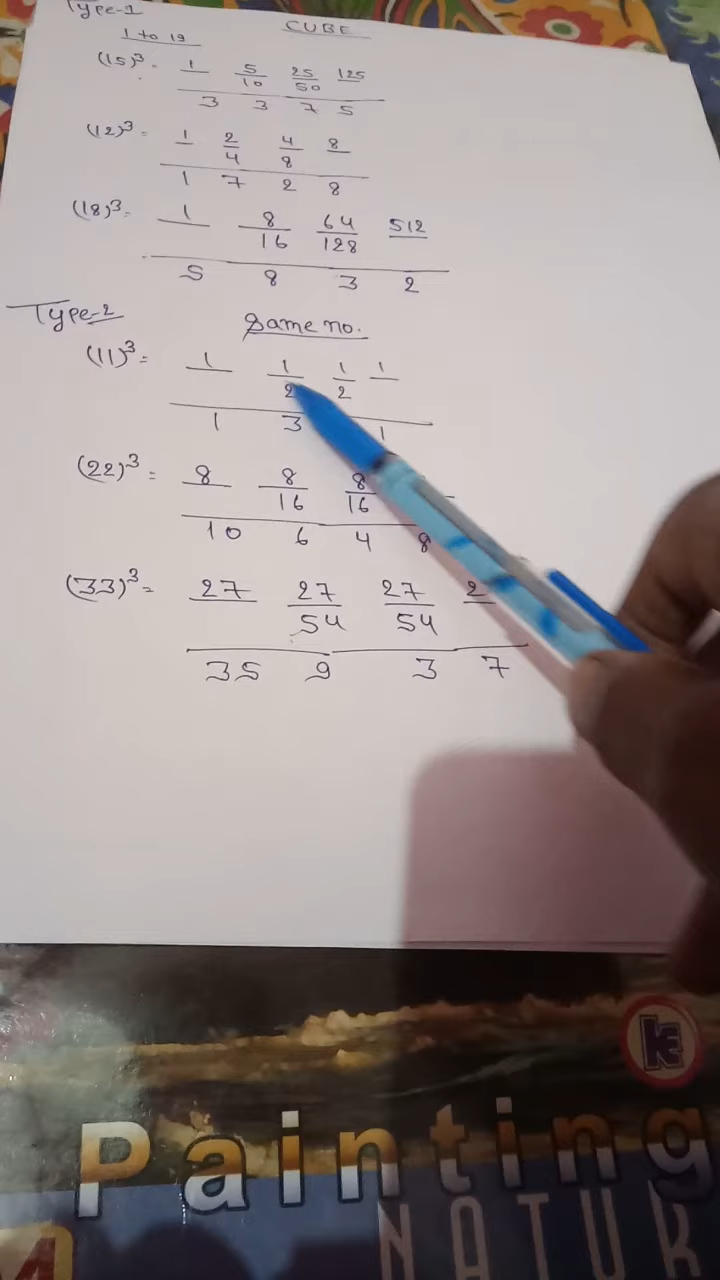 Type-1
CUBE
1 to 19
(15)³= 1 5 25 125
10 50
3 3 7 5
(12)³= 1 2 4 8
4 8
1 7 2 8
(18)³= 1 8 64 512
16 128
5 8 3 2
Type-2
Same no.
(11)³= 1 1 1 1
2 2
1 3 1
(22)³= 8 8 8
16 16
10 6 4 8
(33)³= 27 27 27 2
54 54
35 9 3 7
Painting
NATUR